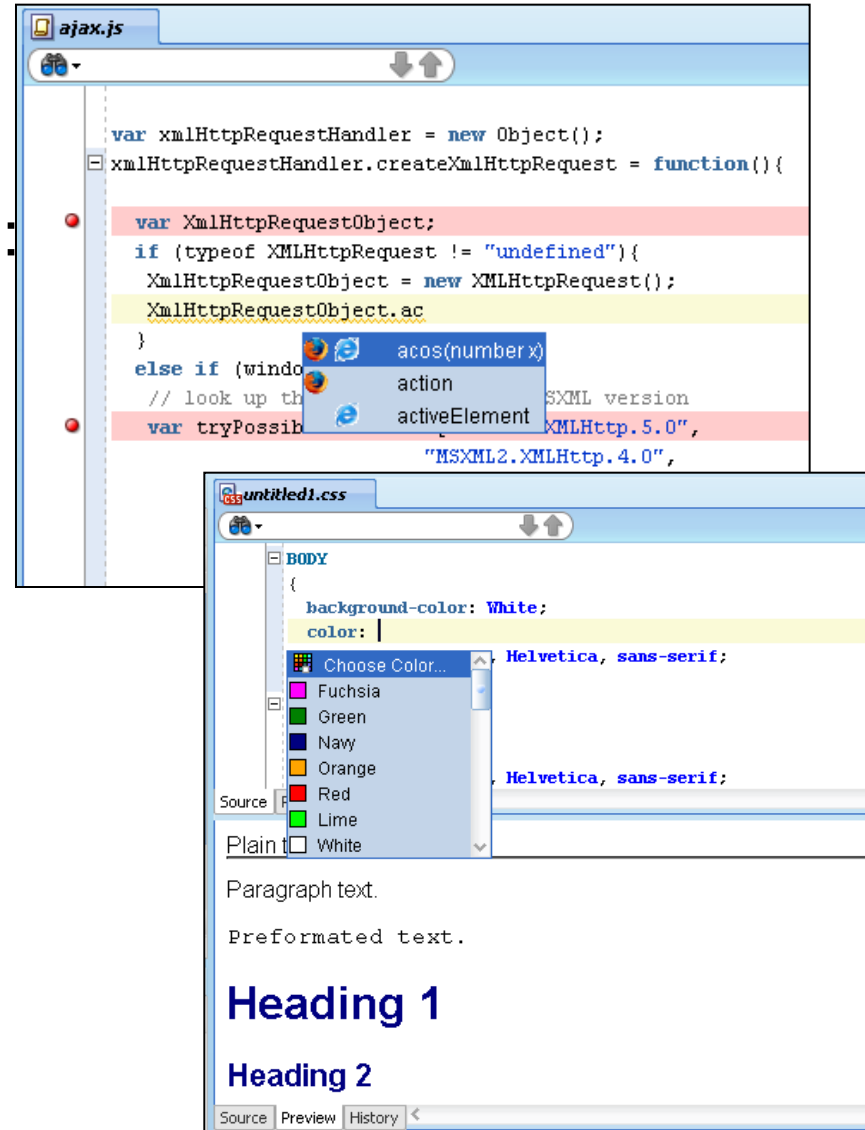 ajax.js
var xmlHttpRequestHandler = new Object();
xmlHttpRequestHandler.createXmlHttpRequest = function(){
var XmlHttpRequestObject;
if (typeof XMLHttpRequest != "undefined"){
XmlHttpRequestObject = new XMLHttpRequest();
XmlHttpRequestObject.ac
}
acos(number x)
else if (windo
action
// look up th SXML version
activeElement
var tryPossib XMLHttp.5.0",
"MSXML2.XMLHttp.4.0",
untitled1.css
BODY
{
background-color: White;
color:
, Helvetica, sans-serif;
Choose Color...
Fuchsia
Green
Navy
Orange
, Helvetica, sans-serif;
Red
Source
Lime
White
Plain t
Paragraph text.
Preformated text.
Heading 1
Heading 2
Source Preview History